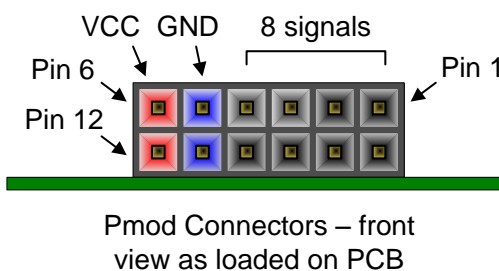 VCC GND 8 signals
Pin 6
Pin 1
Pin 12
Pmod Connectors – front
view as loaded on PCB